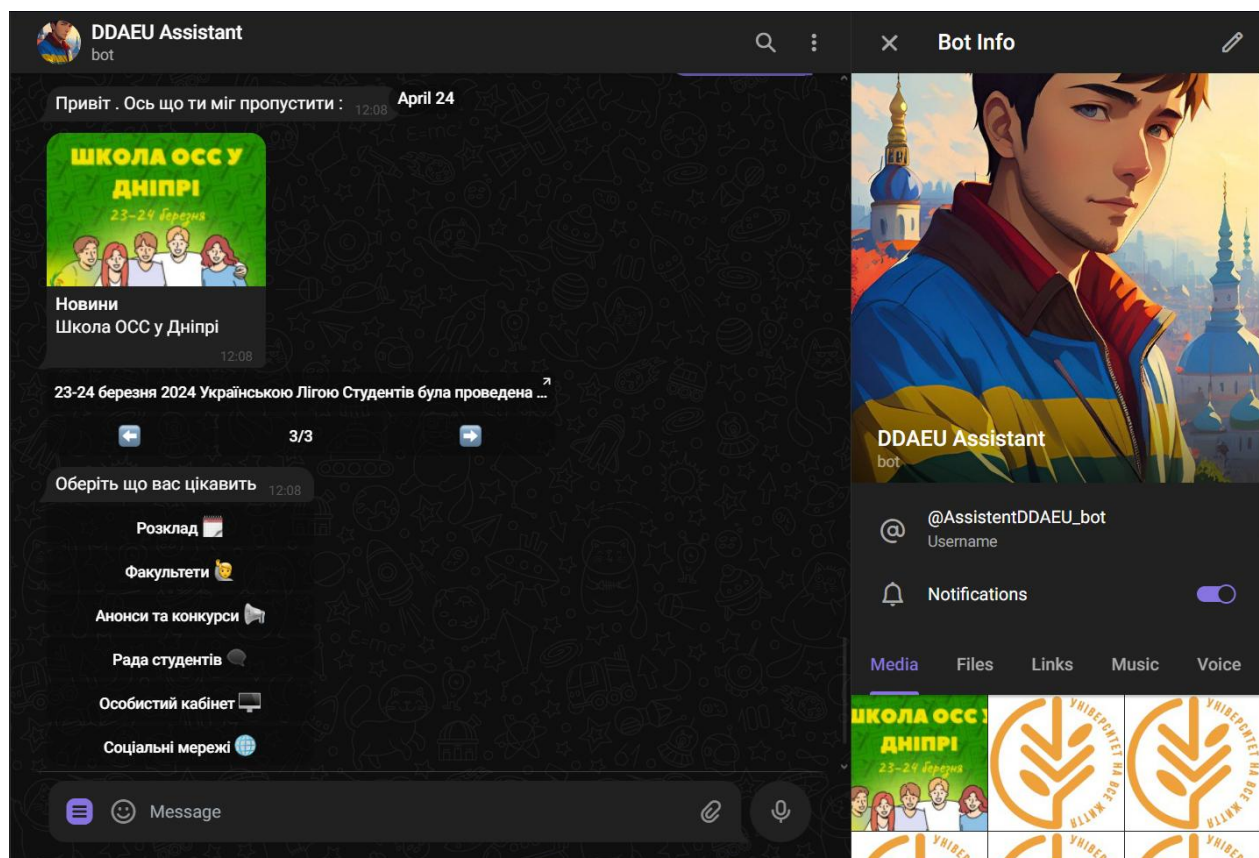 DDAEU Assistant
bot
Привіт . Ось що ти міг пропустити :
12:08
April 24
ШКОЛА ОСС У
ДНІПРІ
23-24 березня
Новини
Школа ОСС у Дніпрі
12:08
23-24 березня 2024 Українською Лігою Студентів була проведена ...
3/3
Оберіть що вас цікавить
12:08
Розклад
Факультети
Анонси та конкурси
Рада студентів
Особистий кабінет
Соціальні мережі
Message
Bot Info
DDAEU Assistant
bot
@AssistentDDAEU_bot
Username
Notifications
Media Files Links Music Voice
ШКОЛА ОСС
ДНІПРІ
23-24 березня
УНІВЕРСИТЕТ НА ВСЕ ЖИТТЯ
УНІВЕРСИТЕТ НА ВСЕ ЖИТТЯ